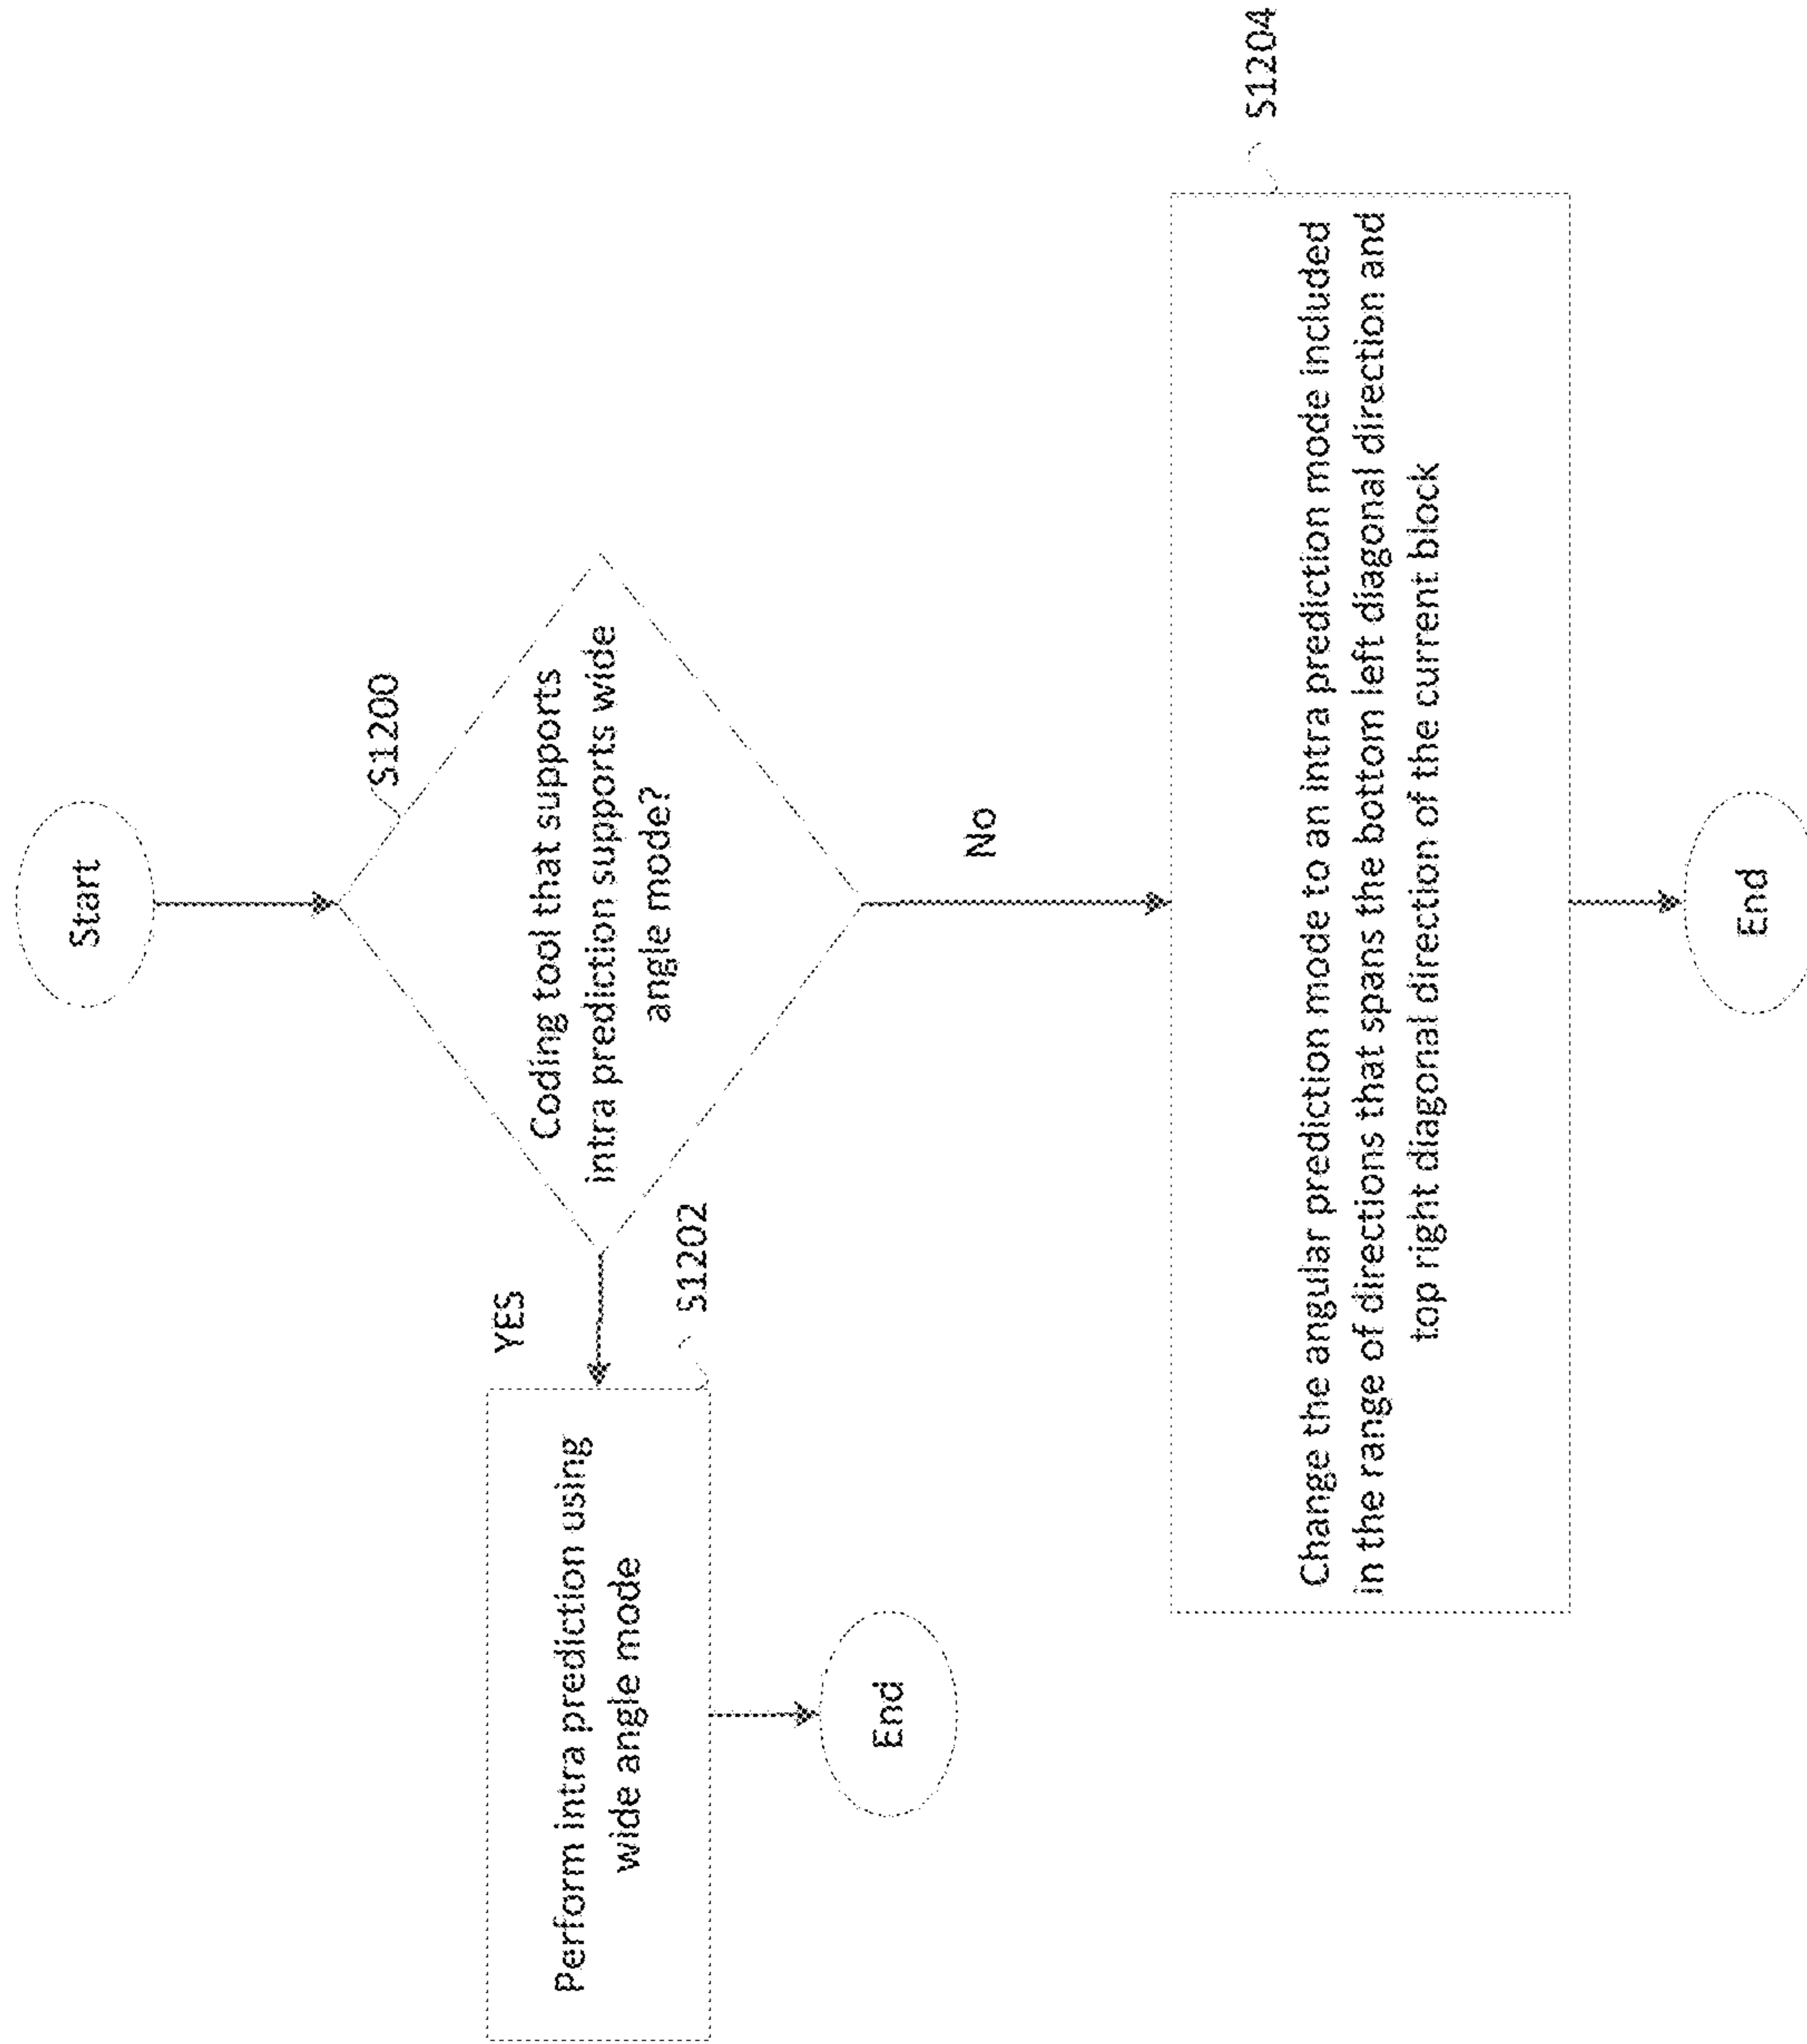 Start
S1200
Coding tool that supports
intra prediction supports wide
angle mode?
YES
S1202
Perform intra prediction using
wide angle mode
End
No
S1204
Change the angular prediction mode to an intra prediction mode included
in the range of directions that spans the bottom left diagonal direction and
top right diagonal direction of the current block
End